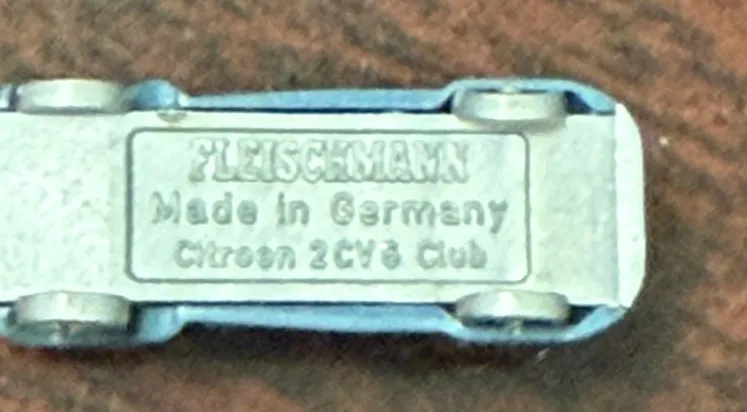 FLEISCHMANN
Made in Germany
Citroen 2CV6 Club